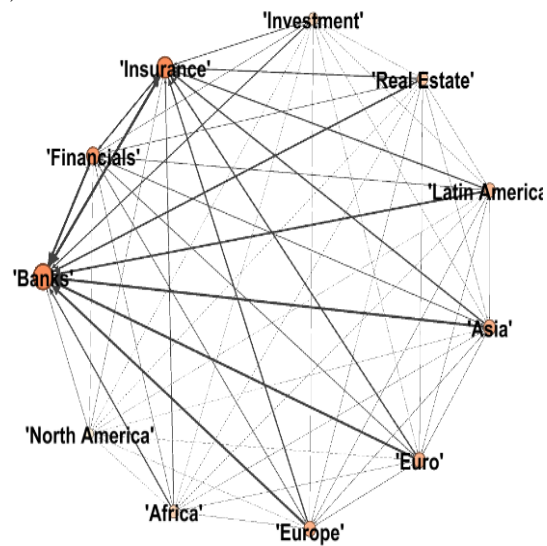 'Investment'
'Insurance'
'Real Estate'
'Financials'
'Latin America
'Banks'
'Asia'
'North America'
'Euro'
'Africa'
'Europe'